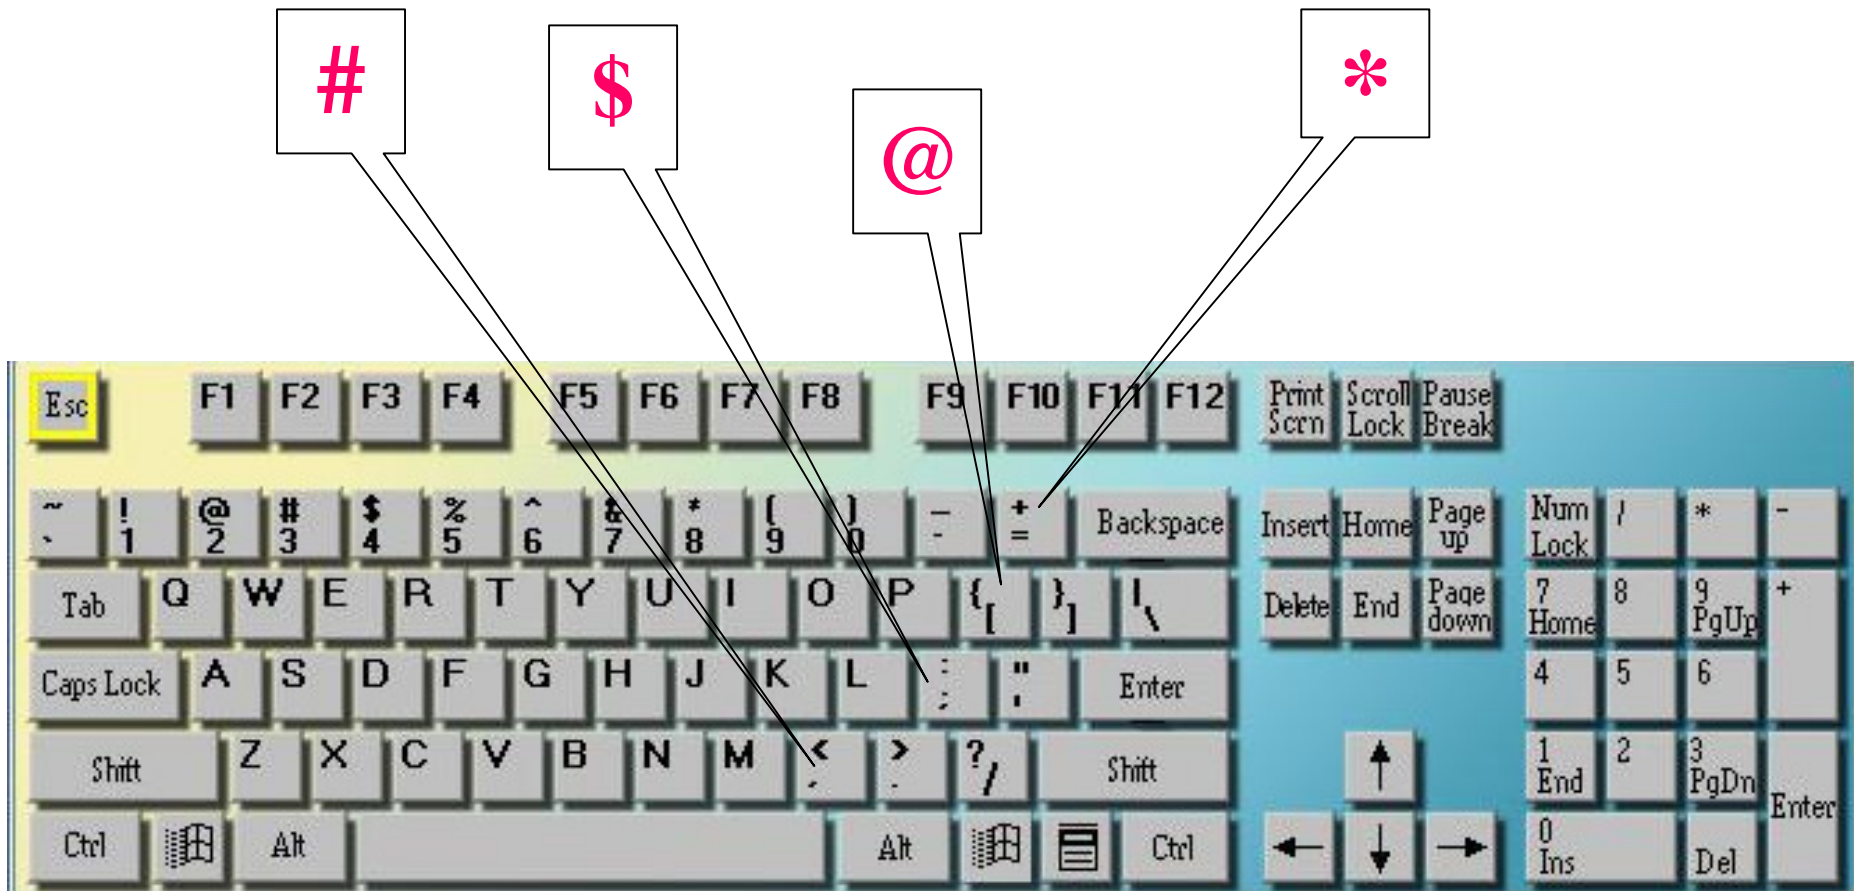 # $ @ *
Esc F1 F2 F3 F4 F5 F6 F7 F8 F9 F10 F11 F12 Print Scrn Scroll Lock Pause Break
~ ` ! 1 @ 2 # 3 $ 4 % 5 ^ 6 & 7 * 8 ( 9 ) 0 _ - + = Backspace Insert Home Page up Num Lock / * -
Tab Q W E R T Y U I O P { [ } ] | \ Delete End Page down 7 Home 8 9 PgUp +
Caps Lock A S D F G H J K L : ; " ' Enter 4 5 6
Shift Z X C V B N M < , > . ? / Shift 1 End 2 3 PgDn Enter
Ctrl Alt Alt Ctrl 0 Ins Del